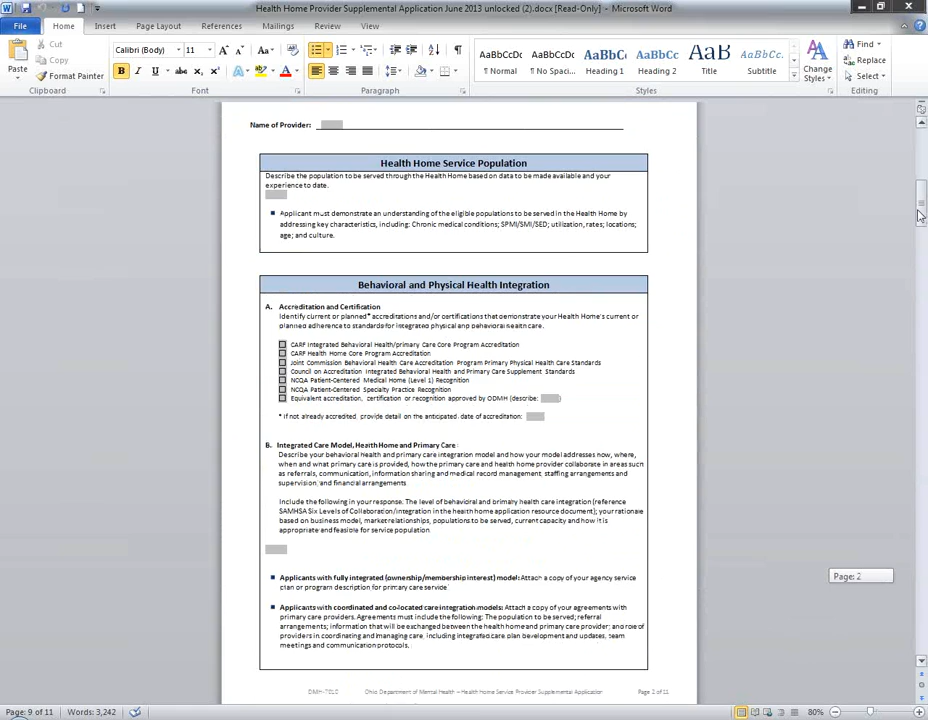 Health Home Provider Supplemental Application June 2013 unlocked (2).docx [Read-Only] - Microsoft Word
File Home Insert Page Layout References Mailings Review View
Paste
Cut
Copy
Format Painter
Clipboard
Calibri (Body) 11
Font
Paragraph
AaBbCcDc AaBbCcDc AaBbC AaBbCc AaB AaBbCcL
¶ Normal ¶ No Spaci... Heading 1 Heading 2 Title Subtitle
Change
Styles
Styles
Find
Replace
Select
Editing
Name of Provider:
Health Home Service Population
Describe the population to be served through the Health Home based on data to be made available and your
experience to date.
Applicant must demonstrate an understanding of the eligible populations to be served in the Health Home by
addressing key characteristics, including: Chronic medical conditions; SPMI/SMI/SED; utilization, rates; locations;
age; and culture.
Behavioral and Physical Health Integration
A. Accreditation and Certification
Identify current or planned* accreditations and/or certifications that demonstrate your Health Home's current or
planned adherence to standards for integrated physical and behavioral health care.
CARF Integrated Behavioral Health/primary Care Core Program Accreditation
CARF Health Home Core Program Accreditation
Joint Commission Behavioral Health Care Accreditation Program Primary Physical Health Care Standards
Council on Accreditation Integrated Behavioral Health and Primary Care Supplement Standards
NCQA Patient-Centered Medical Home (Level 1) Recognition
NCQA Patient-Centered Specialty Practice Recognition
Equivalent accreditation, certification or recognition approved by ODMH (describe: )
* If not already accredited provide detail on the anticipated date of accreditation:
B. Integrated Care Model, Health Home and Primary Care
Describe your behavioral health and primary care integration model and how your model addresses how, where,
when and what primary care is provided, how the primary care and health home provider collaborate in areas such
as referrals, communication, information sharing and medical record management, staffing arrangements and
supervision, and financial arrangements
Include the following in your response: The level of behavioral and primary health care integration (reference
SAMHSA Six Levels of Collaboration/Integration in the health home application resource document); your rationale
based on business model, market relationships, populations to be served, current capacity and how it is
appropriate and feasible for service population
Applicants with fully integrated (ownership/membership interest) model: Attach a copy of your agency service
plan or program description for primary care service
Applicants with coordinated and co-located care integration models: Attach a copy of your agreements with
primary care providers. Agreements must include the following: The population to be served; referral
arrangements; information that will be exchanged between the health home and primary care provider; and role of
providers in coordinating and managing care, including integrated care plan development and updates, team
meetings and communication protocols.
Page: 2
Ohio Department of Mental Health – Health Home Service Provider Supplemental Application Page 2 of 11
Page: 9 of 11 Words: 3,242 80%